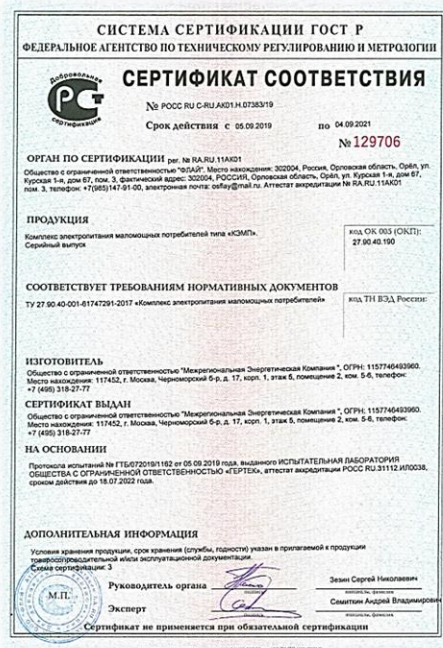 СИСТЕМА СЕРТИФИКАЦИИ ГОСТ Р
ФЕДЕРАЛЬНОЕ АГЕНТСТВО ПО ТЕХНИЧЕСКОМУ РЕГУЛИРОВАНИЮ И МЕТРОЛОГИИ
Добровольная
сертификация
СЕРТИФИКАТ СООТВЕТСТВИЯ
№ РОСС RU C-RU.АК01.Н.07383/19
Срок действия с 05.09.2019 по 04.09.2021
№ 129706
ОРГАН ПО СЕРТИФИКАЦИИ рег. № RA.RU.11АК01
Общество с ограниченной ответственностью "ФЛАЙ". Место нахождения: 302004, Россия, Орловская область, Орёл, ул.
Курская 1-я, дом 67, пом. 3, фактический адрес: 302004, РОССИЯ, Орловская область, Орёл, ул. Курская 1-я, дом 67,
пом. 3, телефон: +7(985)147-91-00, электронная почта: osflay@mail.ru. Аттестат аккредитации № RA.RU.11АК01
ПРОДУКЦИЯ
Комплекс электропитания маломощных потребителей типа «КЭМП».
Серийный выпуск
код ОК 005 (ОКП):
27.90.40.190
СООТВЕТСТВУЕТ ТРЕБОВАНИЯМ НОРМАТИВНЫХ ДОКУМЕНТОВ
ТУ 27.90.40-001-61747291-2017 «Комплекс электропитания маломощных потребителей»
код ТН ВЭД России:
ИЗГОТОВИТЕЛЬ
Общество с ограниченной ответственностью "Межрегиональная Энергетическая Компания ", ОГРН: 1157746493960.
Место нахождения: 117452, г. Москва, Черноморский б-р, д. 17, корп. 1, этаж 5, помещение 2, ком. 5-6, телефон:
+7 (495) 318-27-77
СЕРТИФИКАТ ВЫДАН
Общество с ограниченной ответственностью "Межрегиональная Энергетическая Компания ", ОГРН: 1157746493960.
Место нахождения: 117452, г. Москва, Черноморский б-р, д. 17, корп. 1, этаж 5, помещение 2, ком. 5-6, телефон:
+7 (495) 318-27-77
НА ОСНОВАНИИ
Протокола испытаний № ГТБ/072019/1162 от 05.09.2019 года, выданного ИСПЫТАТЕЛЬНАЯ ЛАБОРАТОРИЯ
ОБЩЕСТВА С ОГРАНИЧЕННОЙ ОТВЕТСТВЕННОСТЬЮ «ГЕРТЕК», аттестат аккредитации РОСС RU.31112.ИЛ0038,
сроком действия до 18.07.2022 года.
ДОПОЛНИТЕЛЬНАЯ ИНФОРМАЦИЯ
Условия хранения продукции, срок хранения (службы, годности) указан в прилагаемой к продукции
товаросопроводительной и/или эксплуатационной документации.
Схема сертификации: 3
М.П.
Руководитель органа
Зезин Сергей Николаевич
Эксперт
Семиткин Андрей Владимирович
Сертификат не применяется при обязательной сертификации